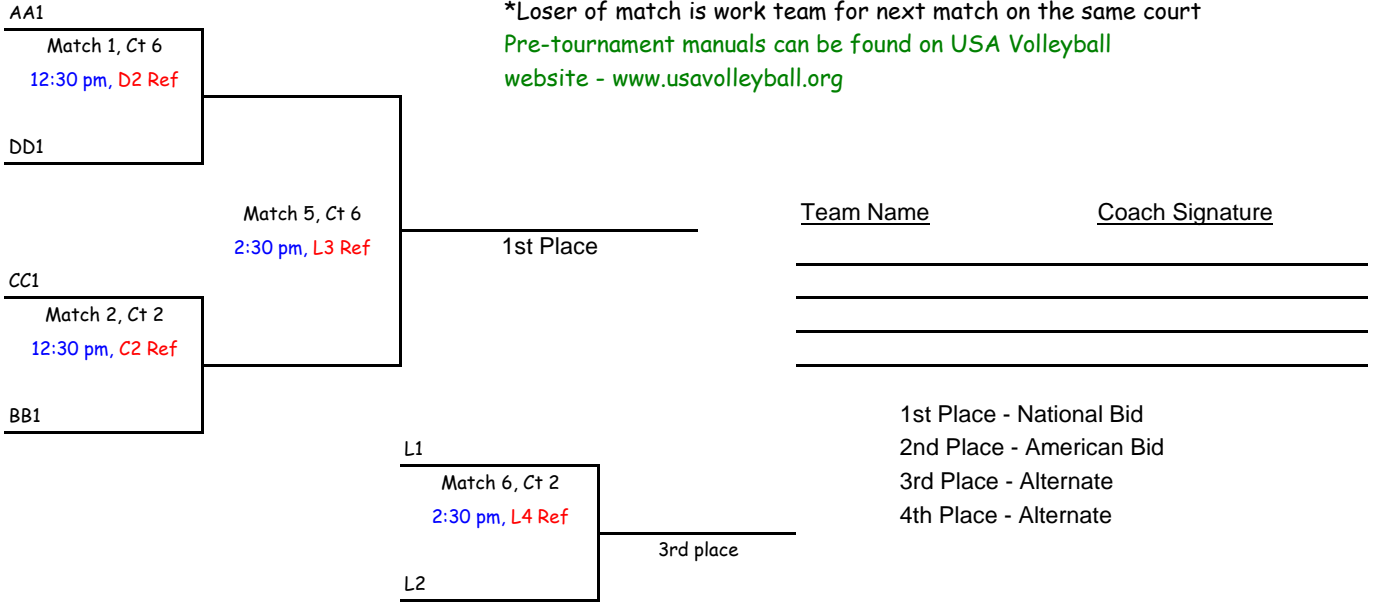 AA1
*Loser of match is work team for next match on the same court
Match 1, Ct 6
Pre-tournament manuals can be found on USA Volleyball
12:30 pm, D2 Ref
website - www.usavolleyball.org
DD1
Match 5, Ct 6
2:30 pm, L3 Ref
1st Place
Team Name
Coach Signature
CC1
Match 2, Ct 2
12:30 pm, C2 Ref
BB1
1st Place - National Bid
2nd Place - American Bid
3rd Place - Alternate
4th Place - Alternate
L1
Match 6, Ct 2
2:30 pm, L4 Ref
3rd place
L2